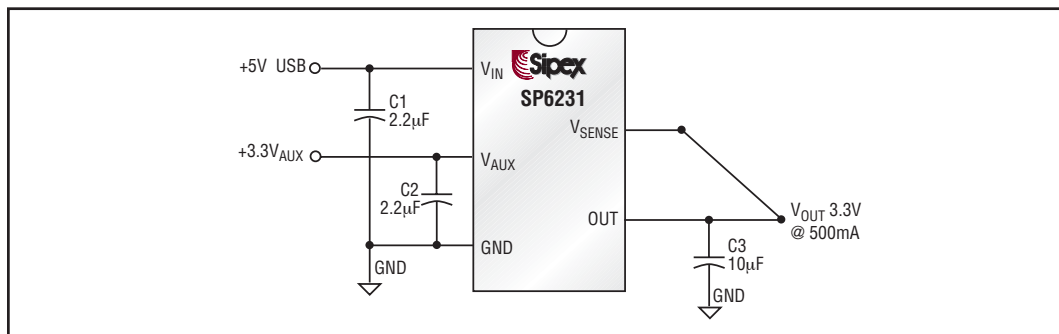 Sipex
SP6231
+5V USB
VIN
C1
2.2µF
VSENSE
+3.3VAUX
VAUX
C2
2.2µF
OUT
VOUT 3.3V
@ 500mA
GND
GND
C3
10µF
GND